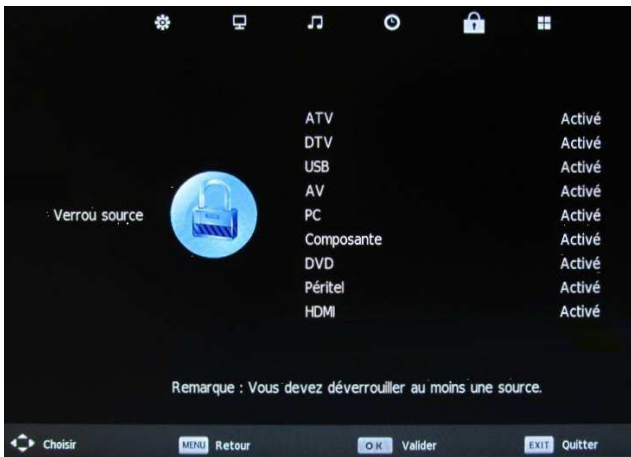 ATV Activé
DTV Activé
USB Activé
AV Activé
Verrou source
PC Activé
Composante Activé
DVD Activé
Péritel Activé
HDMI Activé
Remarque : Vous devez déverrouiller au moins une source.
Choisir MENU Retour OK Valider EXIT Quitter